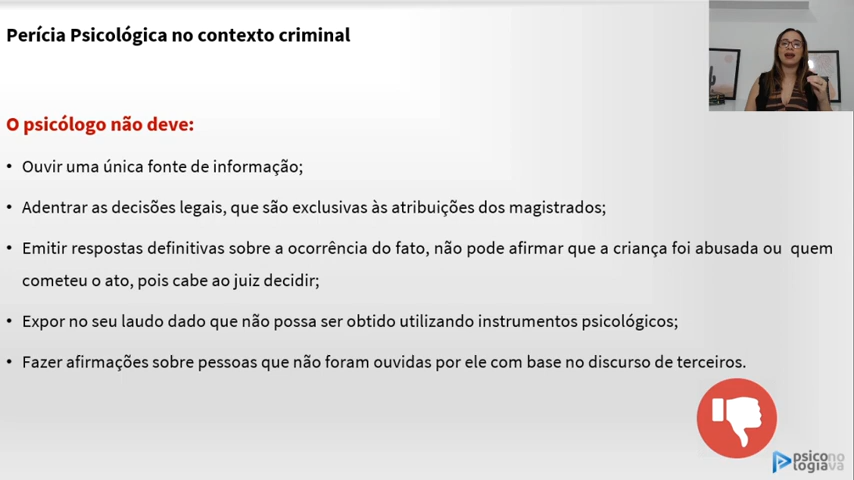 Perícia Psicológica no contexto criminal
O psicólogo não deve:
• Ouvir uma única fonte de informação;
• Adentrar as decisões legais, que são exclusivas às atribuições dos magistrados;
• Emitir respostas definitivas sobre a ocorrência do fato, não pode afirmar que a criança foi abusada ou quem
cometeu o ato, pois cabe ao juiz decidir;
• Expor no seu laudo dado que não possa ser obtido utilizando instrumentos psicológicos;
• Fazer afirmações sobre pessoas que não foram ouvidas por ele com base no discurso de terceiros.
psicono
logiava